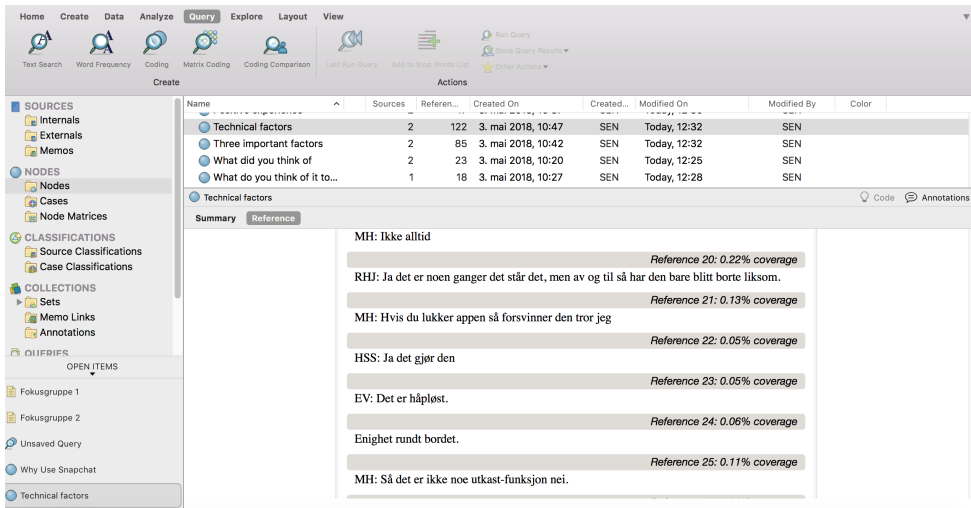 Home Create Data Analyze Query Explore Layout View
Text Search Word Frequency Coding Matrix Coding Coding Comparison Last Run Query Add to Stop Words List
Run Query
Store Query Results
Other Actions
Create Actions
SOURCES
Internals
Externals
Memos
NODES
Nodes
Cases
Node Matrices
CLASSIFICATIONS
Source Classifications
Case Classifications
COLLECTIONS
Sets
Memo Links
Annotations
QUERIES
OPEN ITEMS
Fokusgruppe 1
Fokusgruppe 2
Unsaved Query
Why Use Snapchat
Technical factors
Name Sources Referen... Created On Created... Modified On Modified By Color
Technical factors 2 122 3. mai 2018, 10:47 SEN Today, 12:32 SEN
Three important factors 2 85 3. mai 2018, 10:42 SEN Today, 12:32 SEN
What did you think of 2 23 3. mai 2018, 10:20 SEN Today, 12:25 SEN
What do you think of it to... 1 18 3. mai 2018, 10:27 SEN Today, 12:28 SEN
Technical factors Code Annotations
Summary Reference
MH: Ikke alltid
Reference 20: 0.22% coverage
RHJ: Ja det er noen ganger det står det, men av og til så har den bare blitt borte liksom.
Reference 21: 0.13% coverage
MH: Hvis du lukker appen så forsvinner den tror jeg
Reference 22: 0.05% coverage
HSS: Ja det gjør den
Reference 23: 0.05% coverage
EV: Det er håpløst.
Reference 24: 0.06% coverage
Enighet rundt bordet.
Reference 25: 0.11% coverage
MH: Så det er ikke noe utkast-funksjon nei.